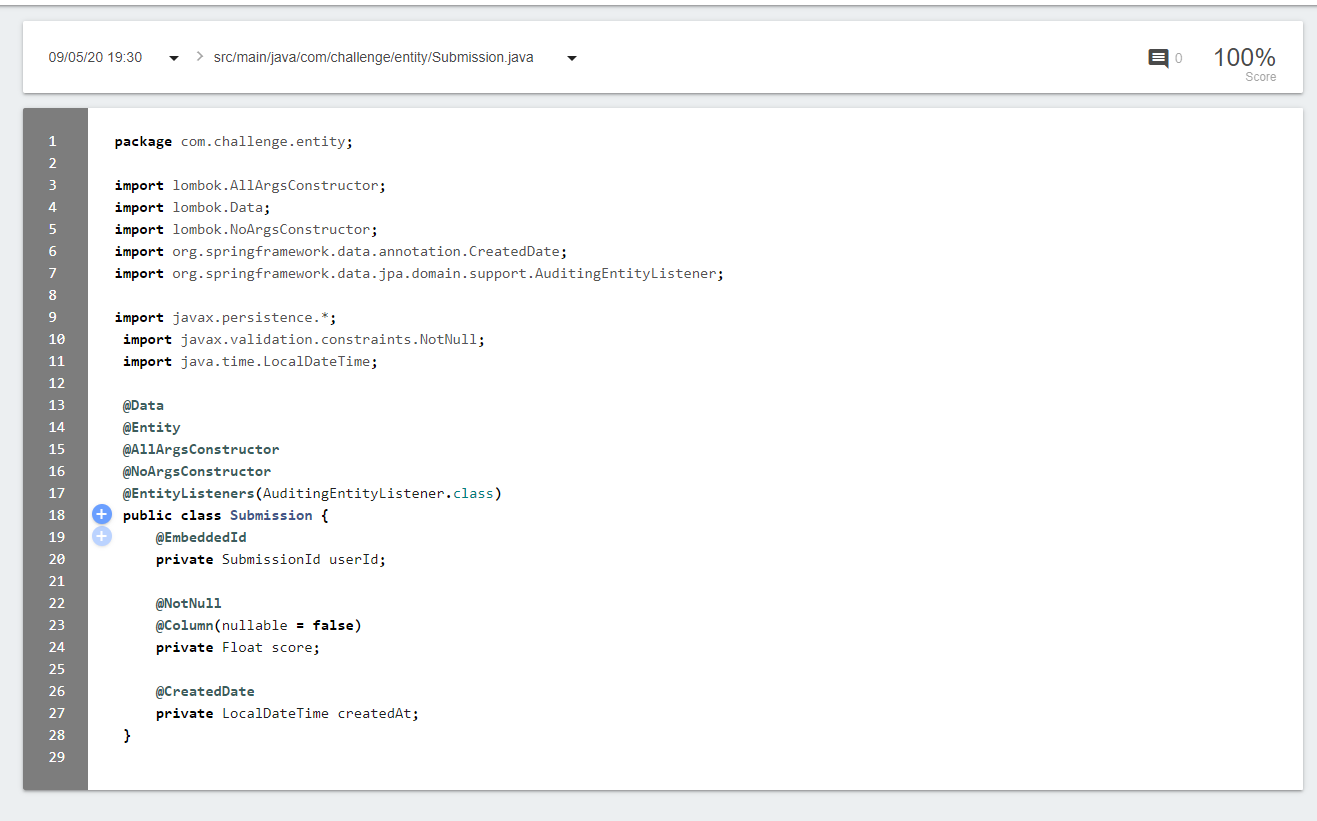 09/05/20 19:30 > src/main/java/com/challenge/entity/Submission.java 0 100%
Score
1 package com.challenge.entity;
2
3 import lombok.AllArgsConstructor;
4 import lombok.Data;
5 import lombok.NoArgsConstructor;
6 import org.springframework.data.annotation.CreatedDate;
7 import org.springframework.data.jpa.domain.support.AuditingEntityListener;
8
9 import javax.persistence.*;
10 import javax.validation.constraints.NotNull;
11 import java.time.LocalDateTime;
12
13 @Data
14 @Entity
15 @AllArgsConstructor
16 @NoArgsConstructor
17 @EntityListeners(AuditingEntityListener.class)
18 public class Submission {
19 @EmbeddedId
20 private SubmissionId userId;
21
22 @NotNull
23 @Column(nullable = false)
24 private Float score;
25
26 @CreatedDate
27 private LocalDateTime createdAt;
28 }
29